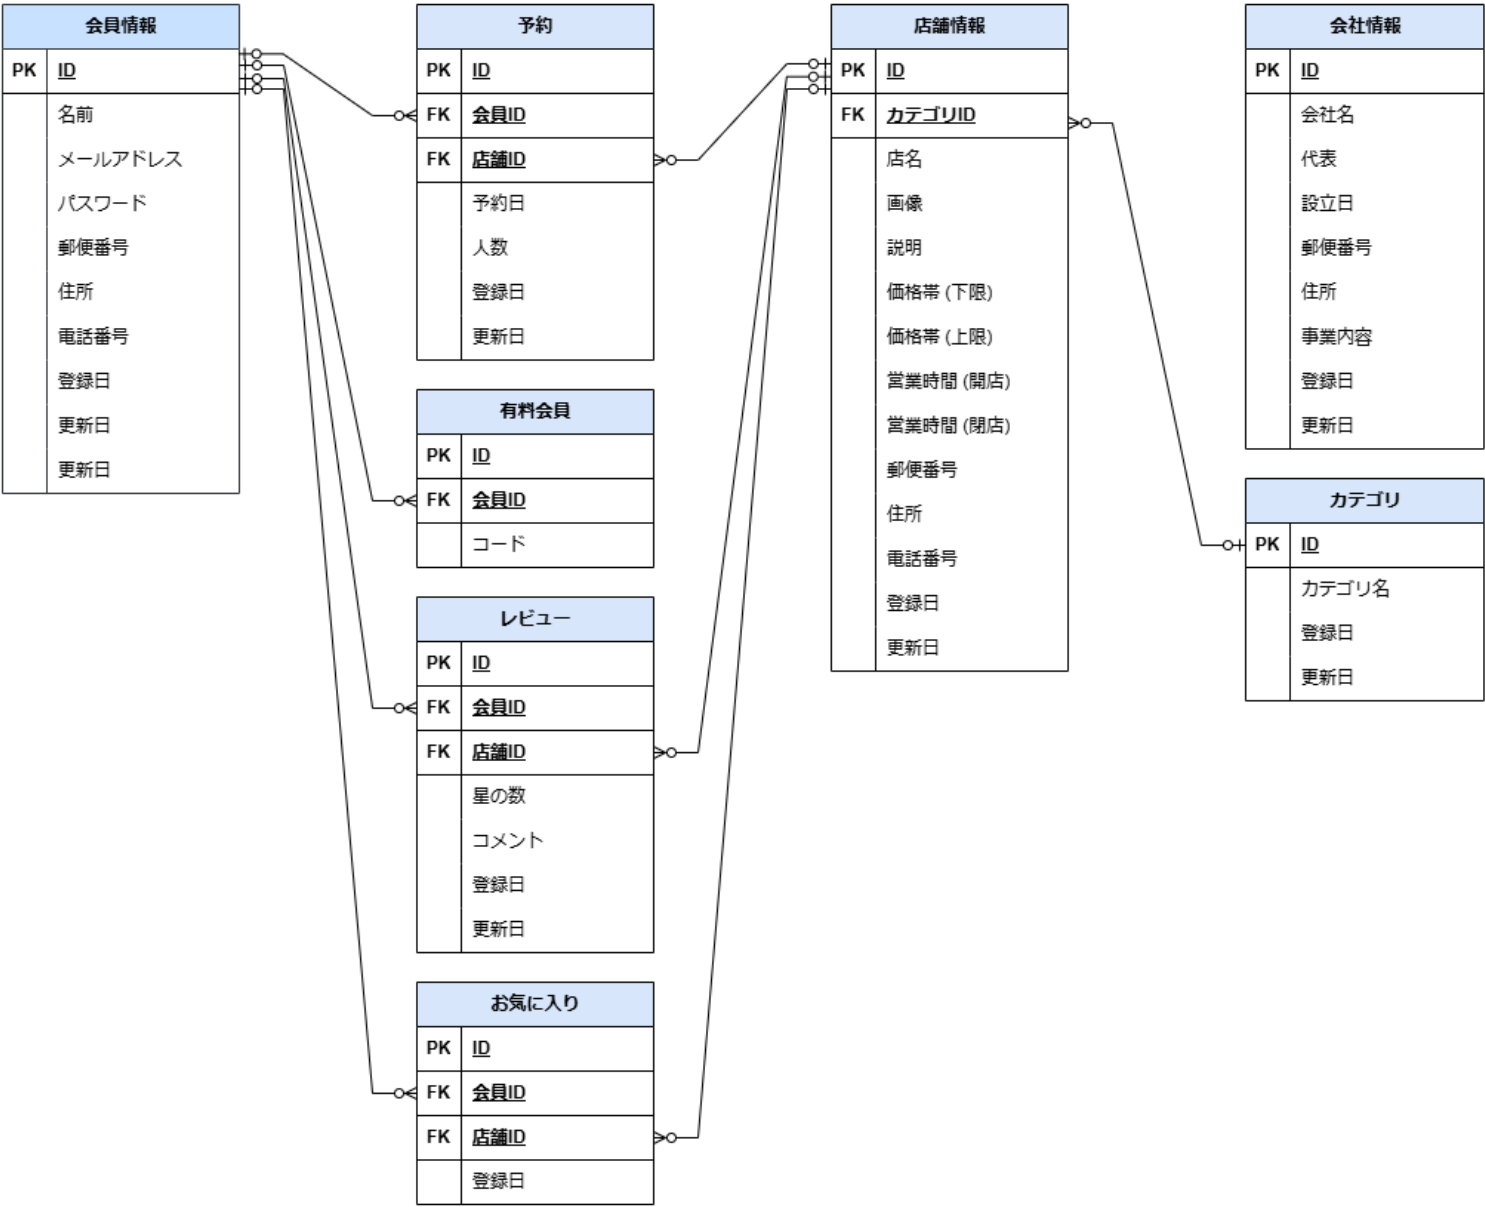 会員情報
PK ID
名前
メールアドレス
パスワード
郵便番号
住所
電話番号
登録日
更新日
更新日
予約
PK ID
FK 会員ID
FK 店舗ID
予約日
人数
登録日
更新日
有料会員
PK ID
FK 会員ID
コード
レビュー
PK ID
FK 会員ID
FK 店舗ID
星の数
コメント
登録日
更新日
お気に入り
PK ID
FK 会員ID
FK 店舗ID
登録日
店舗情報
PK ID
FK カテゴリID
店名
画像
説明
価格帯 (下限)
価格帯 (上限)
営業時間 (開店)
営業時間 (閉店)
郵便番号
住所
電話番号
登録日
更新日
会社情報
PK ID
会社名
代表
設立日
郵便番号
住所
事業内容
登録日
更新日
カテゴリ
PK ID
カテゴリ名
登録日
更新日